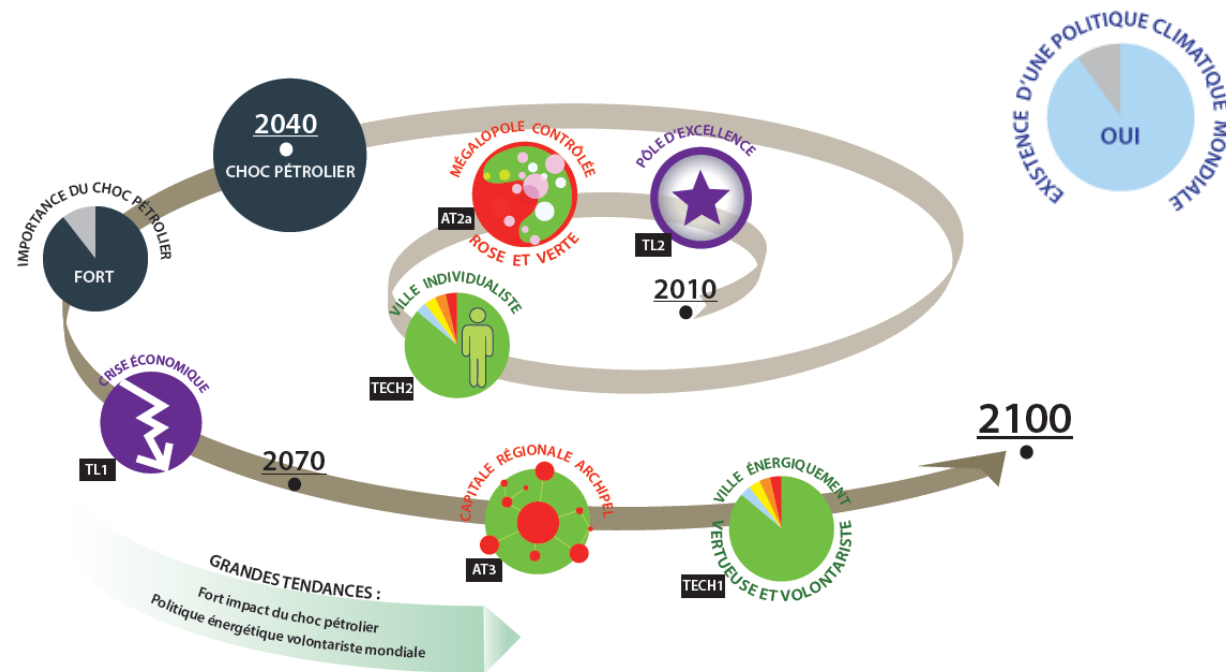 EXISTENCE D'UNE POLITIQUE CLIMATIQUE MONDIALE
OUI
2040
CHOC PÉTROLIER
MÉGALOPOLE CONTRÔLÉE
ROSE ET VERTE
AT2a
PÔLE D'EXCELLENCE
TL2
IMPORTANCE DU CHOC PÉTROLIER
FORT
2010
VILLE INDIVIDUALISTE
TECH2
CRISE ÉCONOMIQUE
TL1
2070
2100
CAPITALE RÉGIONALE ARCHIPEL
AT3
VILLE ÉNERGIQUEMENT
VERTUEUSE ET VOLONTARISTE
TECH1
GRANDES TENDANCES :
Fort impact du choc pétrolier
Politique énergétique volontariste mondiale